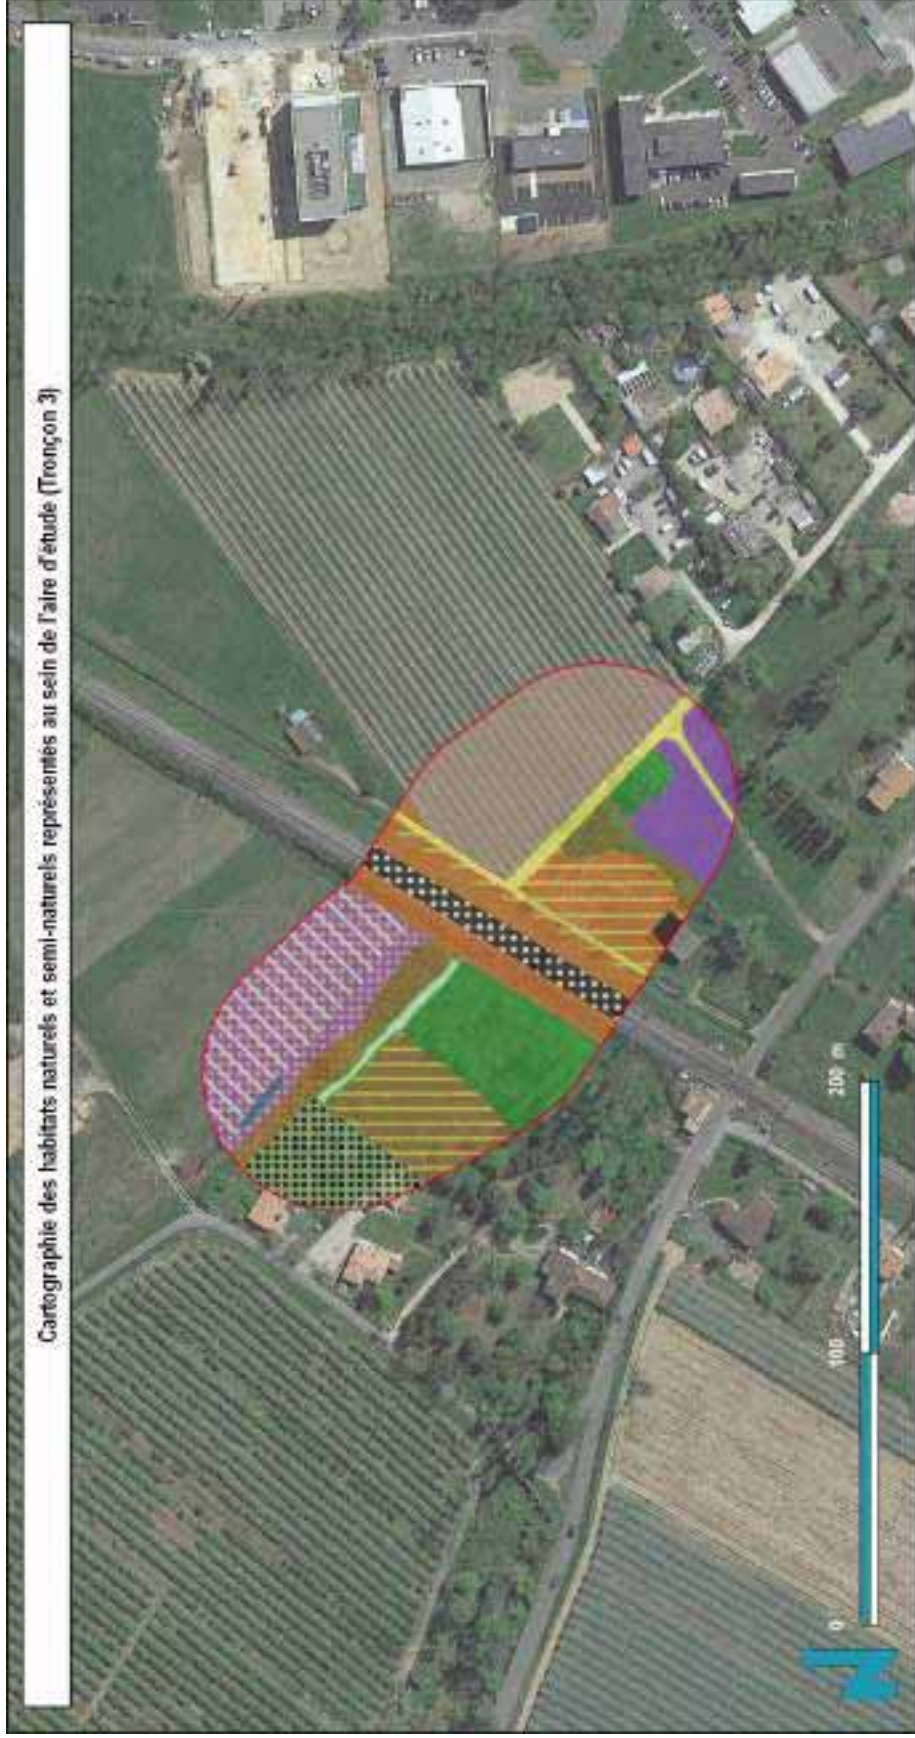 Cartographie des habitats naturels et semi-naturels représentés au sein de l'aire d'étude (Tronçon 3)
0 100 200 m
N